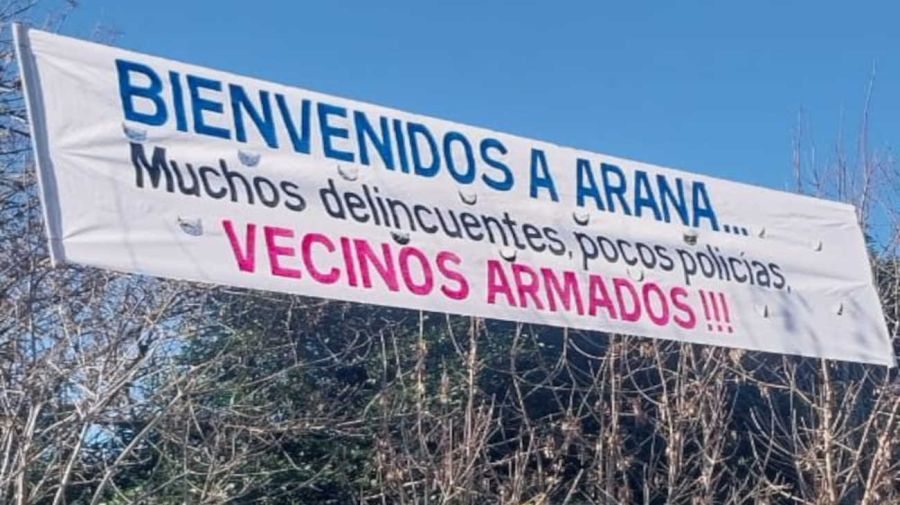 BIENVENIDOS A ARANA...
Muchos delincuentes, pocos policías,
VECINOS ARMADOS!!!